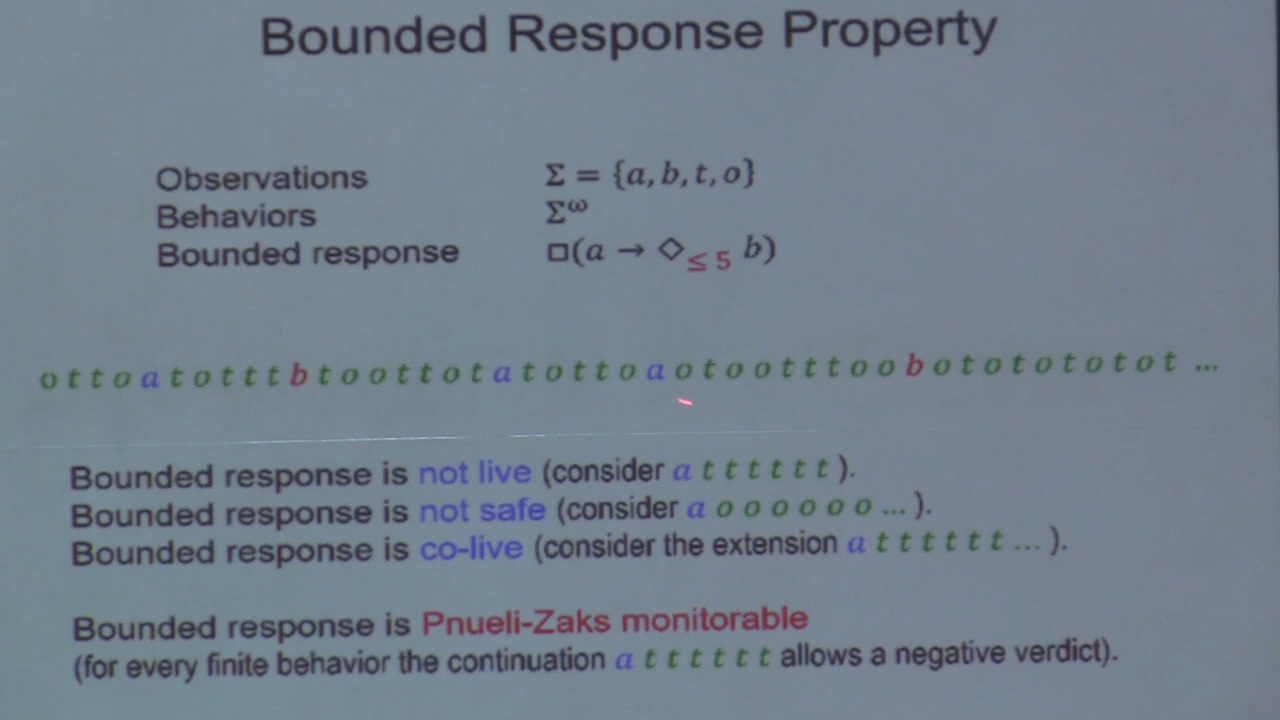 Bounded Response Property
Observations Σ = {a, b, t, o}
Behaviors Σ^ω
Bounded response □(a → ◇≤ 5 b)
o t t o a t o t t t b t o o t t o t a t o t t o a o t o o t t t o o b o t o t o t o t o t ...
Bounded response is not live (consider a t t t t t t ).
Bounded response is not safe (consider a o o o o o o ... ).
Bounded response is co-live (consider the extension a t t t t t t ... ).
Bounded response is Pnueli-Zaks monitorable
(for every finite behavior the continuation a t t t t t t allows a negative verdict).